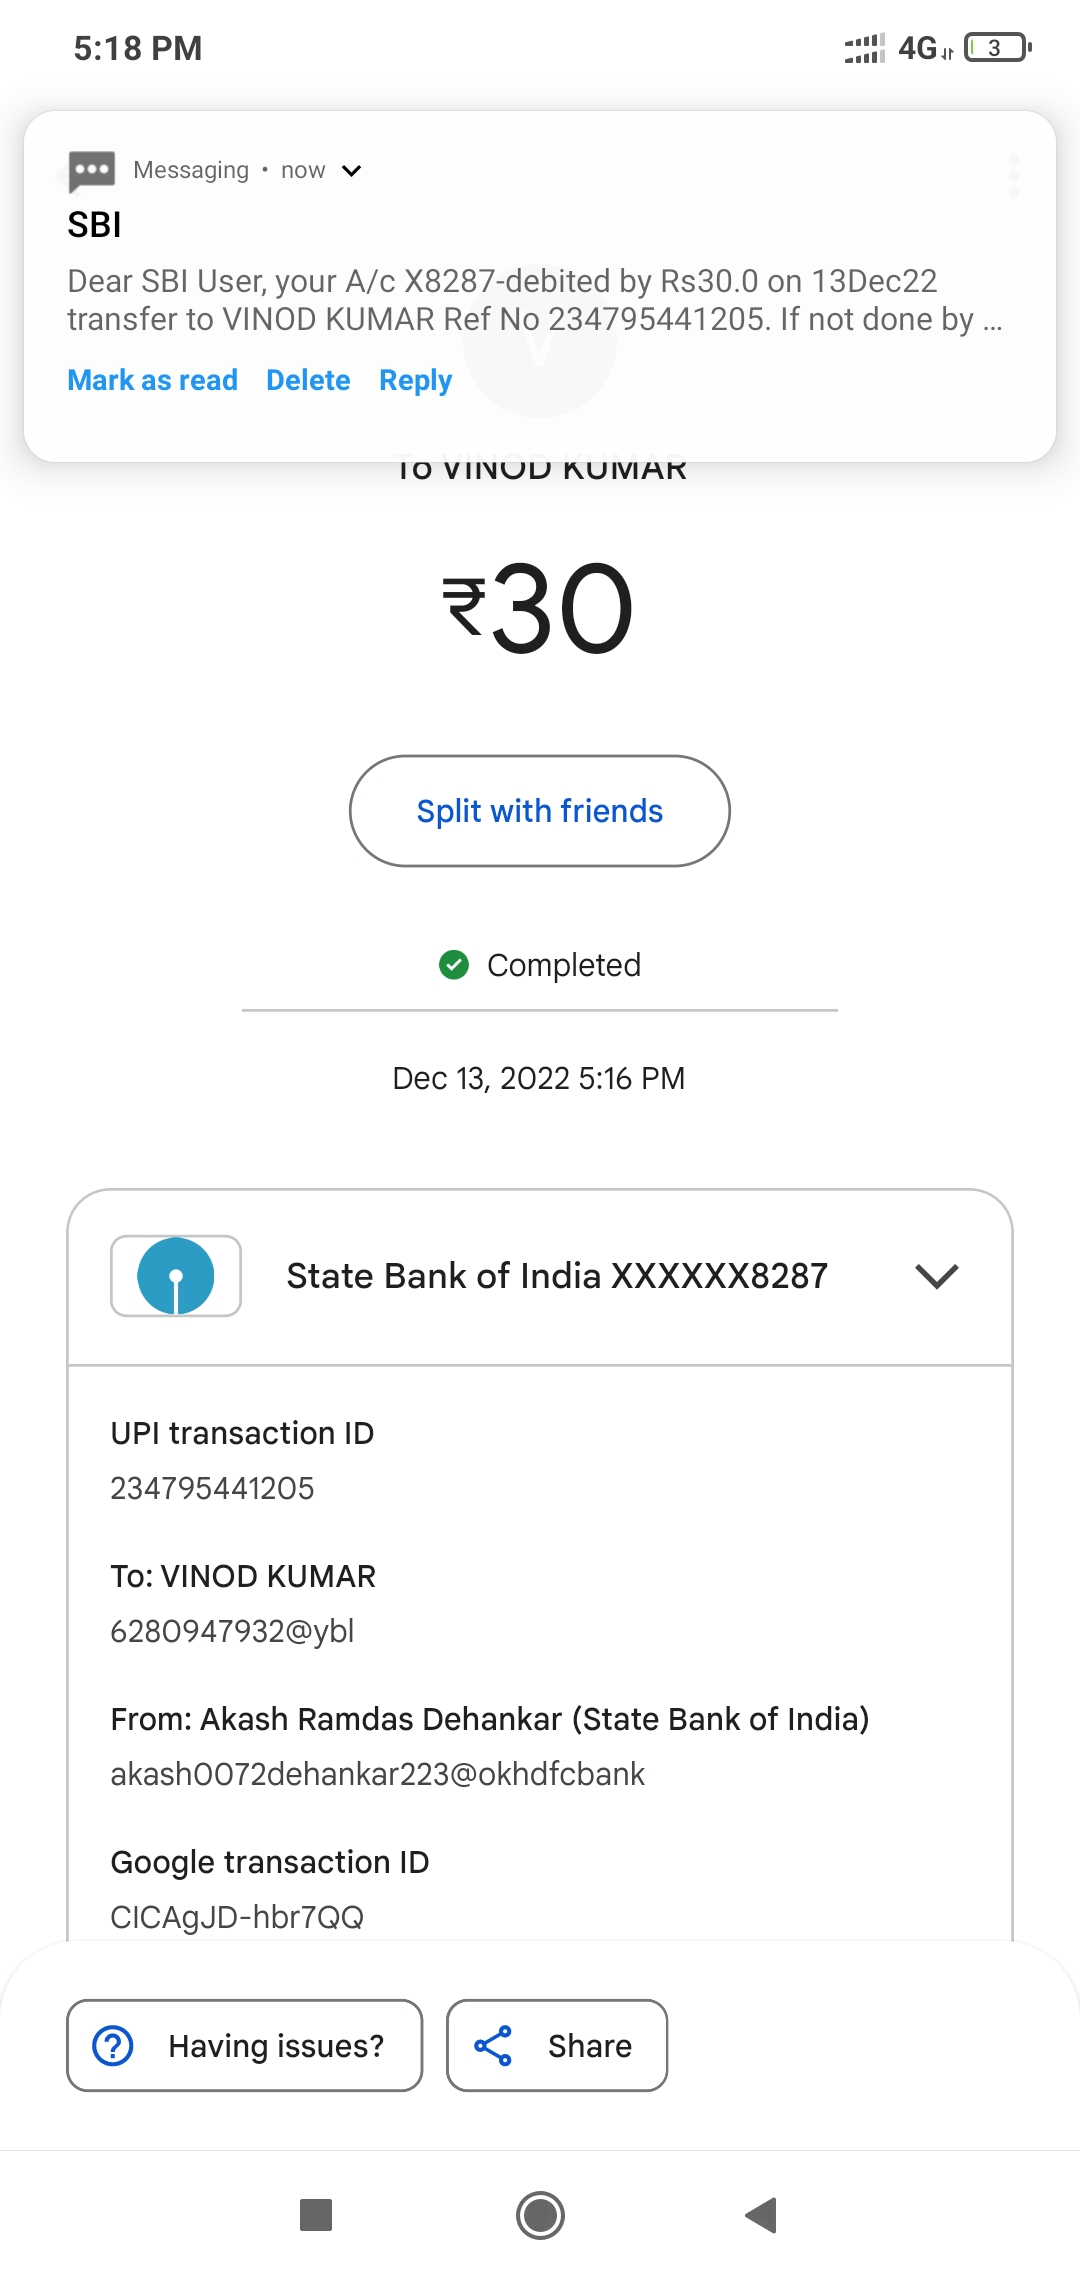 5:18 PM
4G
3
Messaging • now
SBI
Dear SBI User, your A/c X8287-debited by Rs30.0 on 13Dec22
transfer to VINOD KUMAR Ref No 234795441205. If not done by ...
Mark as read Delete Reply
V
To VINOD KUMAR
₹30
Split with friends
Completed
Dec 13, 2022 5:16 PM
State Bank of India XXXXXX8287
UPI transaction ID
234795441205
To: VINOD KUMAR
6280947932@ybl
From: Akash Ramdas Dehankar (State Bank of India)
akash0072dehankar223@okhdfcbank
Google transaction ID
CICAgJD-hbr7QQ
Having issues?
Share